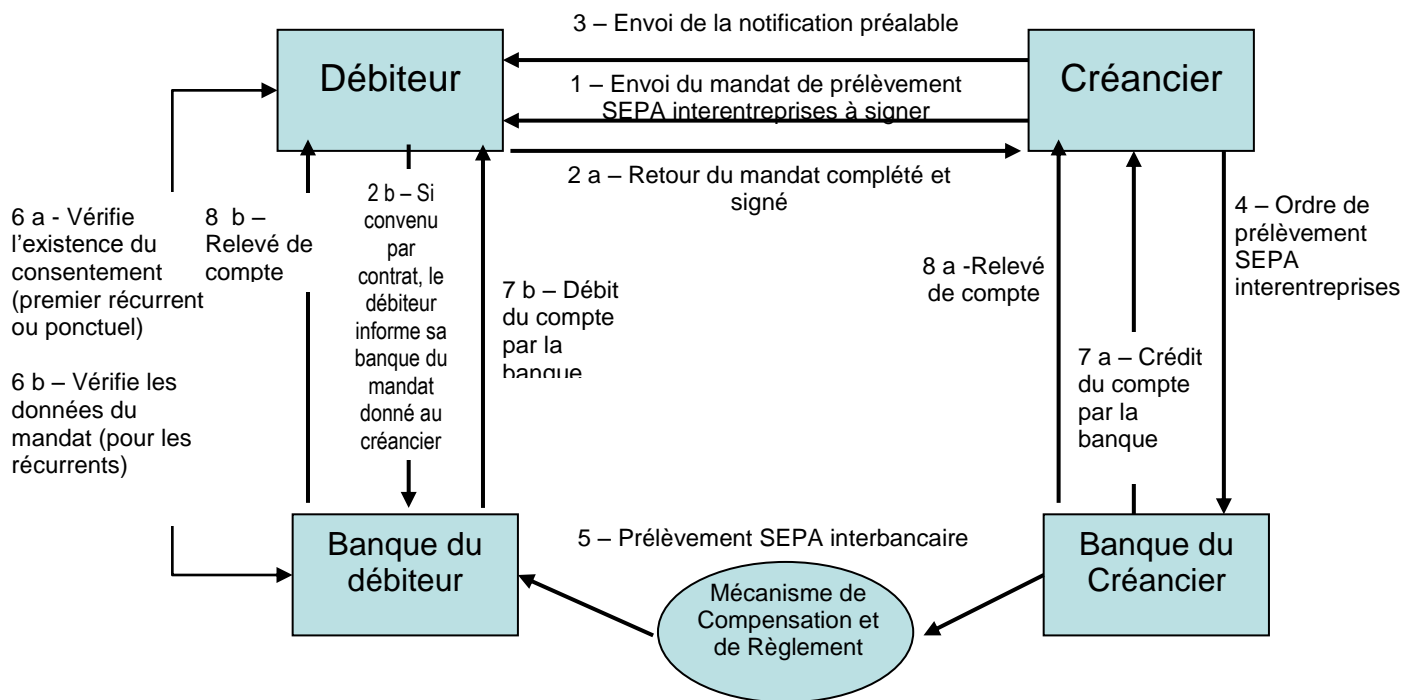 3 – Envoi de la notification préalable
Débiteur
Créancier
1 – Envoi du mandat de prélèvement
SEPA interentreprises à signer
2 a – Retour du mandat complété et
signé
6 a - Vérifie
l'existence du
consentement
(premier récurrent
ou ponctuel)
6 b – Vérifie les
données du
mandat (pour les
récurrents)
8 b –
Relevé de
compte
2 b – Si
convenu
par
contrat, le
débiteur
informe sa
banque du
mandat
donné au
créancier
7 b – Débit
du compte
par la
banque
8 a -Relevé
de compte
7 a – Crédit
du compte
par la
banque
4 – Ordre de
prélèvement
SEPA
interentreprises
Banque du
débiteur
5 – Prélèvement SEPA interbancaire
Mécanisme de
Compensation et
de Règlement
Banque du
Créancier